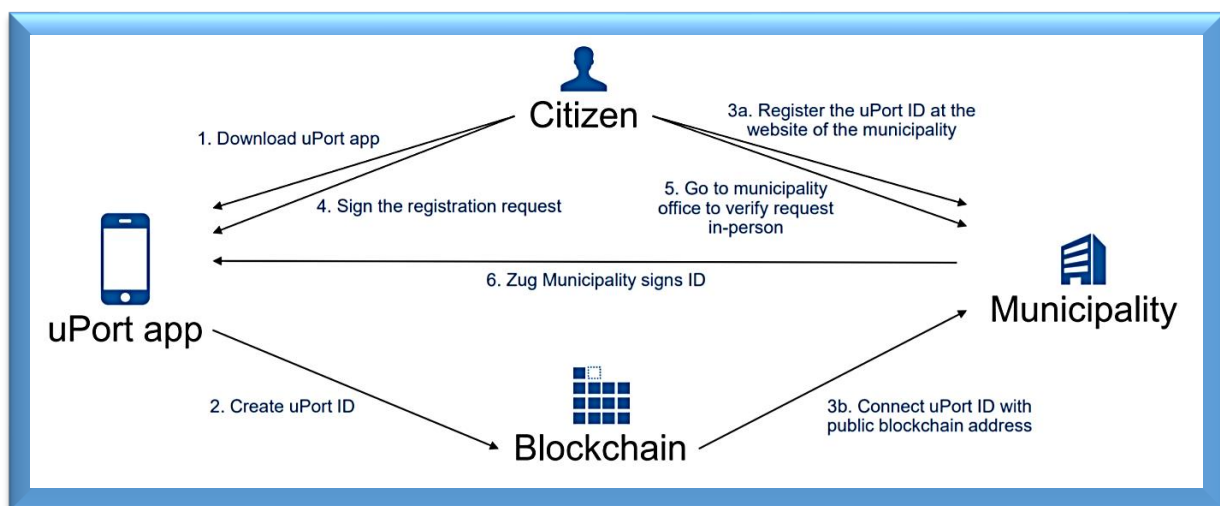 Citizen
1. Download uPort app
3a. Register the uPort ID at the
website of the municipality
4. Sign the registration request
5. Go to municipality
office to verify request
in-person
6. Zug Municipality signs ID
uPort app
Municipality
2. Create uPort ID
Blockchain
3b. Connect uPort ID with
public blockchain address